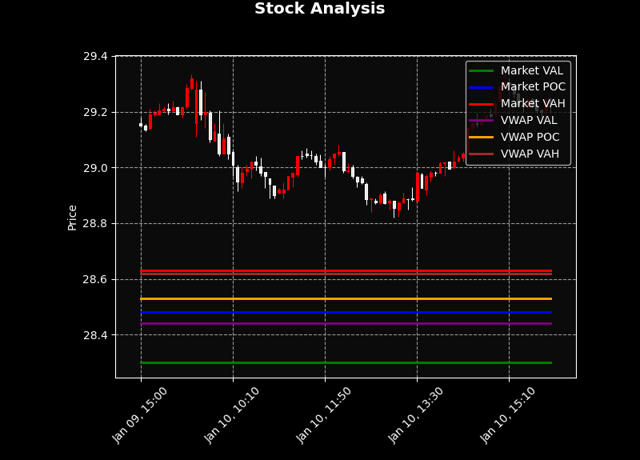 Stock Analysis
29.4
29.2
29.0
28.8
28.6
28.4
Price
Market VAL
Market POC
Market VAH
VWAP VAL
VWAP POC
VWAP VAH
Jan 09, 15:00
Jan 10, 10:10
Jan 10, 11:50
Jan 10, 13:30
Jan 10, 15:10